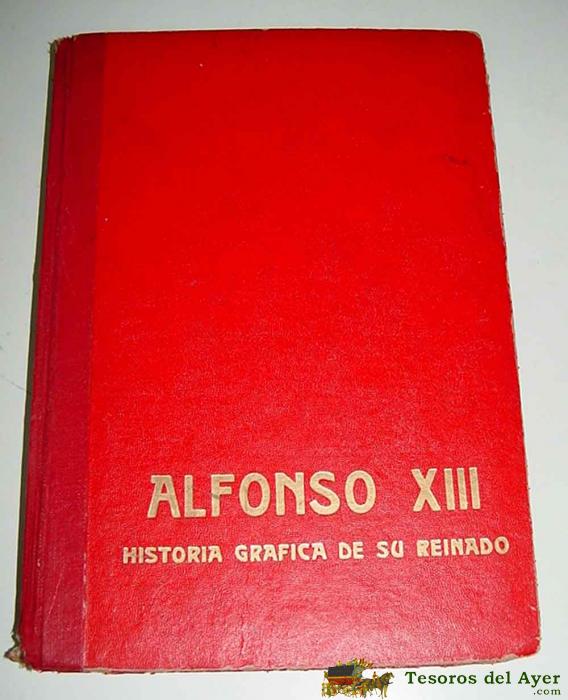 ALFONSO XIII
HISTORIA GRAFICA DE SU REINADO
Tesoros del Ayer
.com